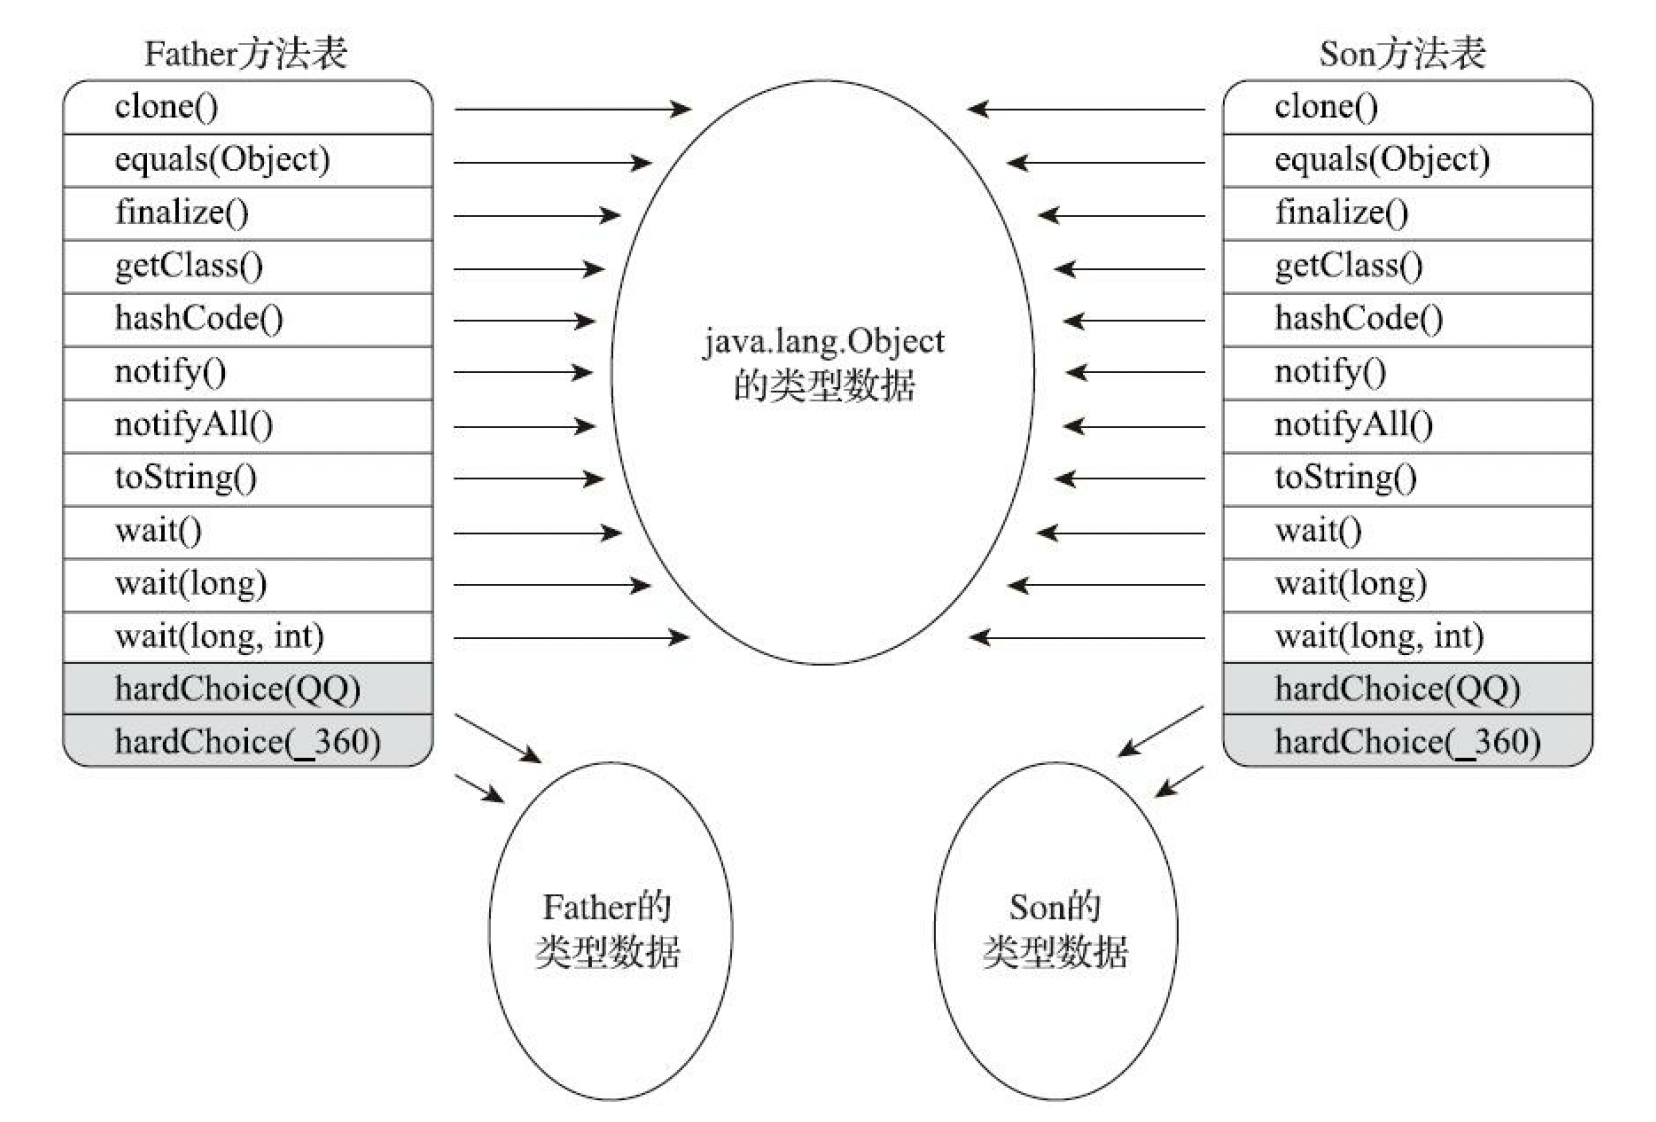 Father方法表
clone()
equals(Object)
finalize()
getClass()
hashCode()
notify()
notifyAll()
toString()
wait()
wait(long)
wait(long, int)
hardChoice(QQ)
hardChoice(_360)
java.lang.Object
的类型数据
Father的
类型数据
Son的
类型数据
Son方法表
clone()
equals(Object)
finalize()
getClass()
hashCode()
notify()
notifyAll()
toString()
wait()
wait(long)
wait(long, int)
hardChoice(QQ)
hardChoice(_360)